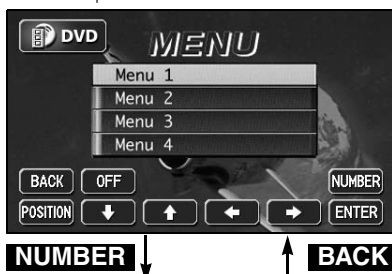 DVD
MENU
Menu 1
Menu 2
Menu 3
Menu 4
BACK OFF NUMBER
POSITION ENTER
NUMBER BACK